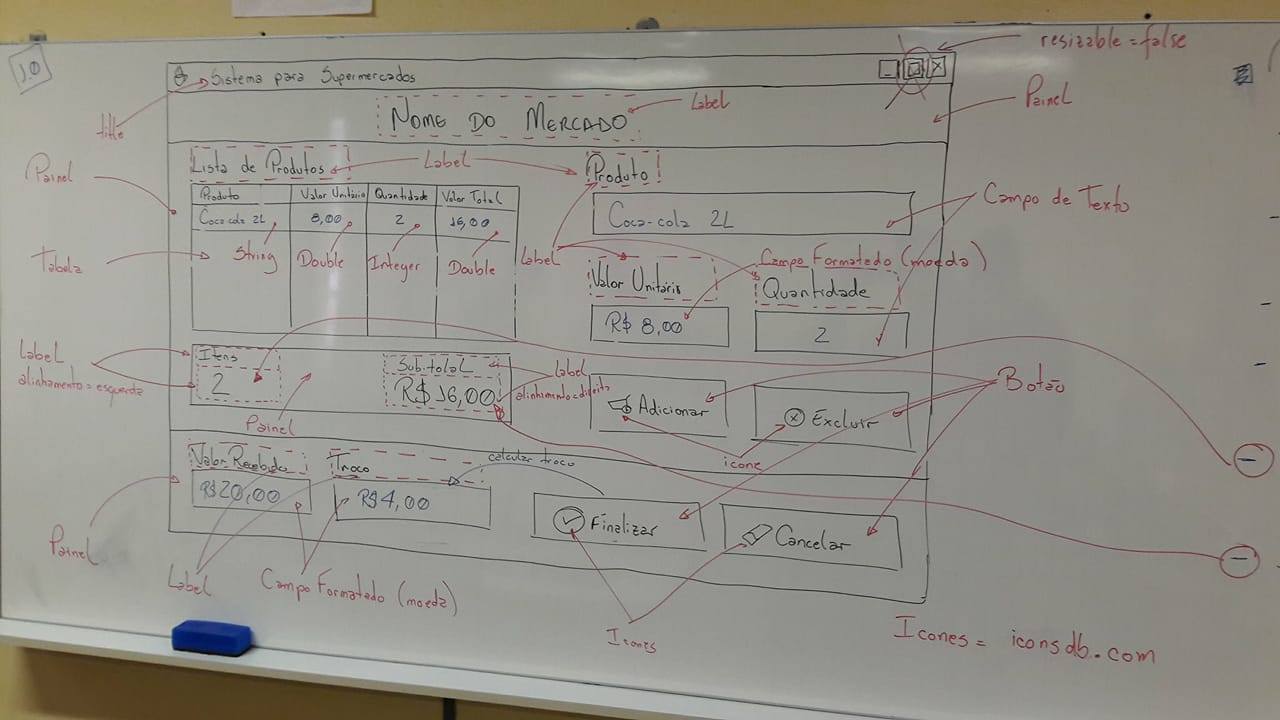 1.0
resizable = false
Sistema para Supermercados
_ X
title
Label
Painel
NOME DO MERCADO
Painel
Lista de Produtos
Label
Produto
Produto
Valor Unitário
Quantidade
Valor Total
Coca-cola 2L
8,00
2
16,00
Coca-cola 2L
Campo de Texto
Tabela
String
Double
Integer
Double
Label
Campo Formatado (moeda)
Valor Unitário
Quantidade
R$ 8,00
2
Label
alinhamento = esquerda
Itens
2
Subtotal
R$ 16,00
Label
alinhamento = direita
Painel
Adicionar
Excluir
Botão
icone
Valor Recebido
Troco
calcular troco
R$ 20,00
R$ 4,00
Finalizar
Cancelar
Painel
Label
Campo Formatado (moeda)
Icones
Icones = iconsdb.com